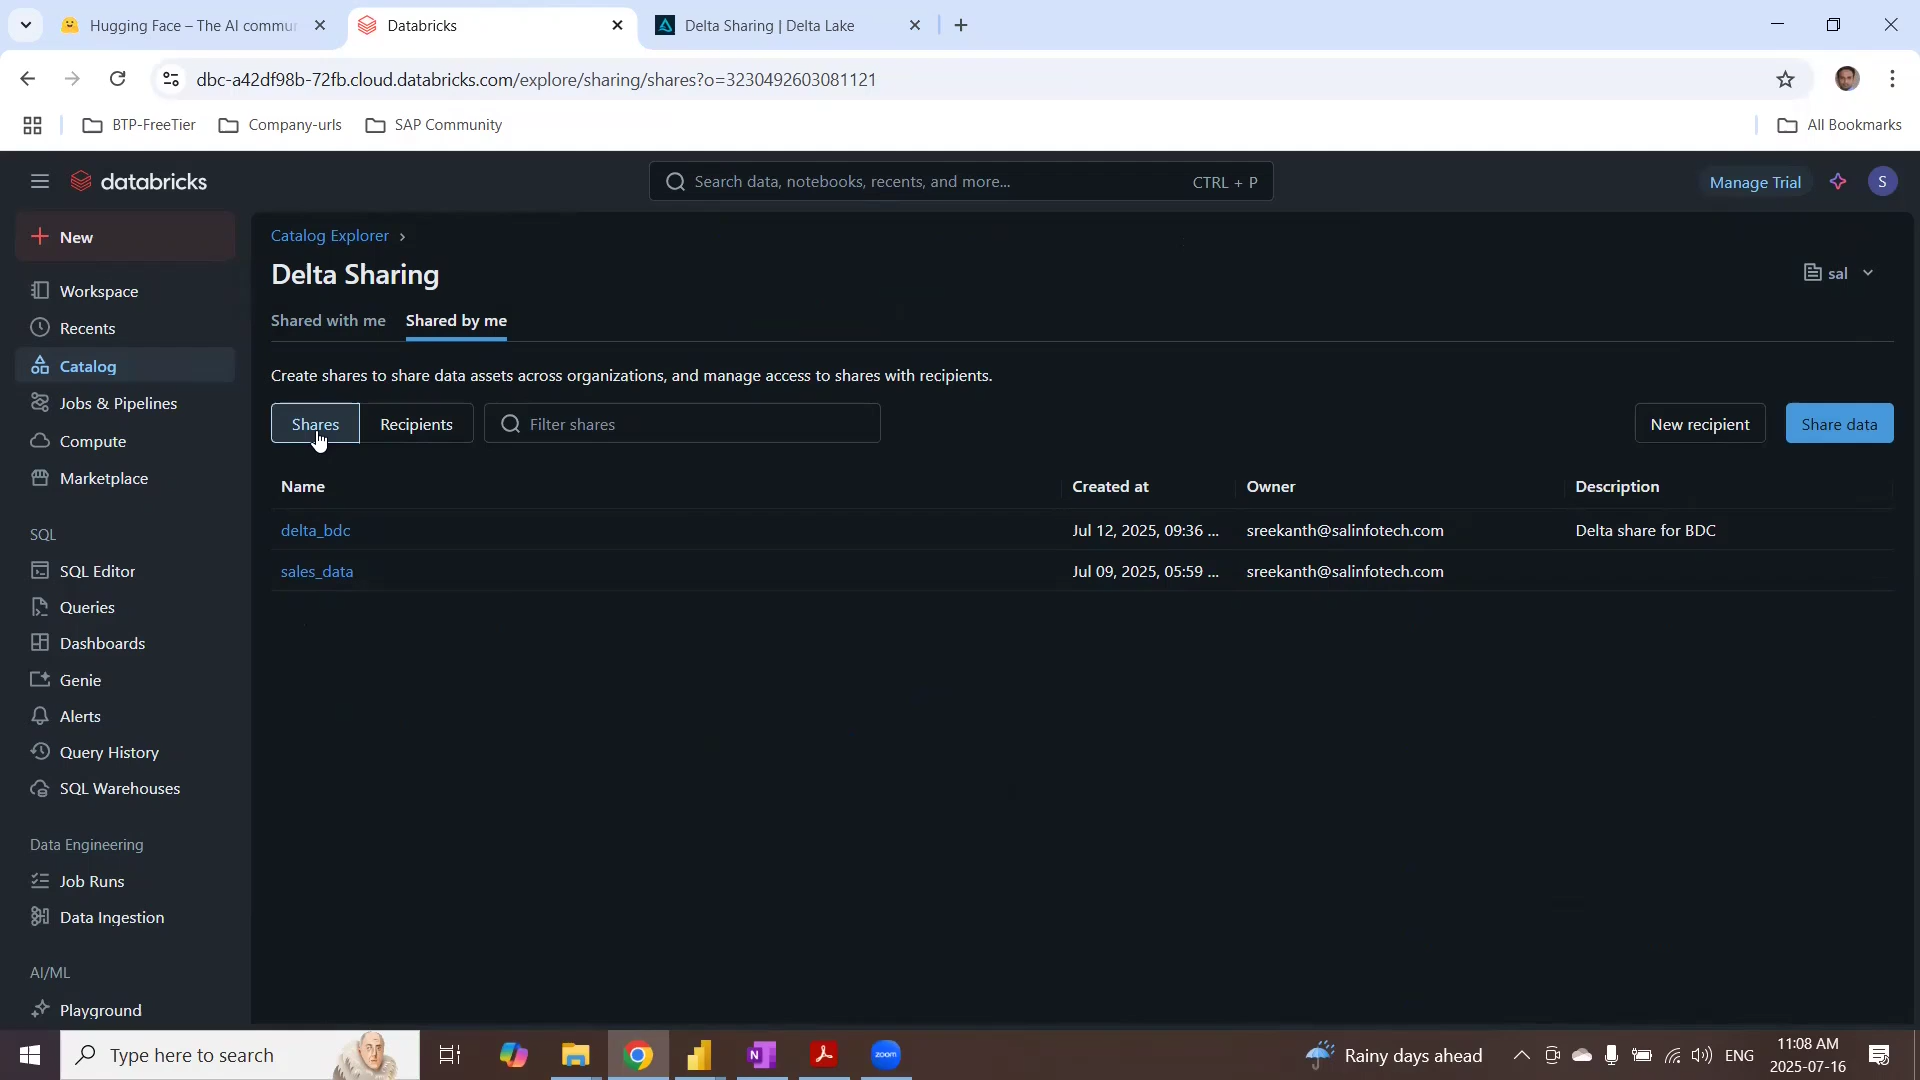 Hugging Face – The AI commu
Databricks
Delta Sharing | Delta Lake
dbc-a42df98b-72fb.cloud.databricks.com/explore/sharing/shares?o=3230492603081121
BTP-FreeTier
Company-urls
SAP Community
All Bookmarks
databricks
Search data, notebooks, recents, and more...
CTRL + P
Manage Trial
S
New
Workspace
Recents
Catalog
Jobs & Pipelines
Compute
Marketplace
SQL
SQL Editor
Queries
Dashboards
Genie
Alerts
Query History
SQL Warehouses
Data Engineering
Job Runs
Data Ingestion
AI/ML
Playground
Catalog Explorer
Delta Sharing
sal
Shared with me
Shared by me
Create shares to share data assets across organizations, and manage access to shares with recipients.
Shares
Recipients
Filter shares
New recipient
Share data
Name Created at Owner Description
delta_bdc Jul 12, 2025, 09:36 ... sreekanth@salinfotech.com Delta share for BDC
sales_data Jul 09, 2025, 05:59 ... sreekanth@salinfotech.com
Type here to search
zoom
Rainy days ahead
ENG
11:08 AM
2025-07-16